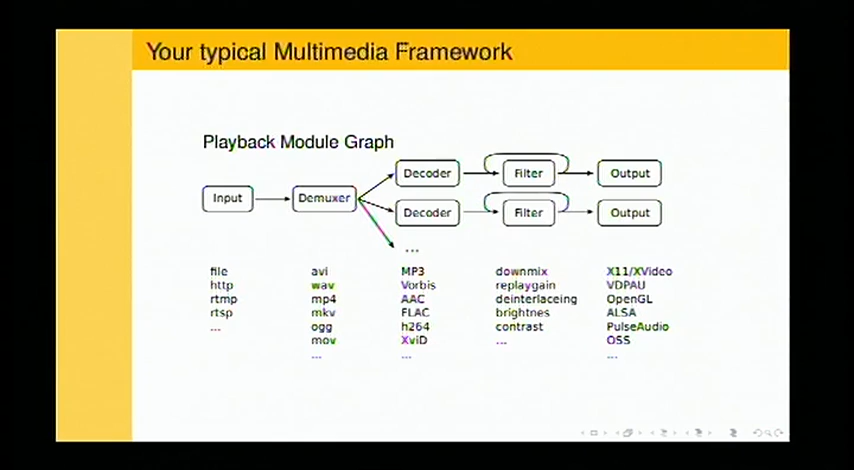 Your typical Multimedia Framework
Playback Module Graph
Input
Demuxer
Decoder
Filter
Output
Decoder
Filter
Output
...
file
http
rtmp
rtsp
...
avi
wav
mp4
mkv
ogg
mov
...
MP3
Vorbis
AAC
FLAC
h264
XviD
...
downmix
replaygain
deinterlaceing
brightnes
contrast
...
X11/XVideo
VDPAU
OpenGL
ALSA
PulseAudio
OSS
...